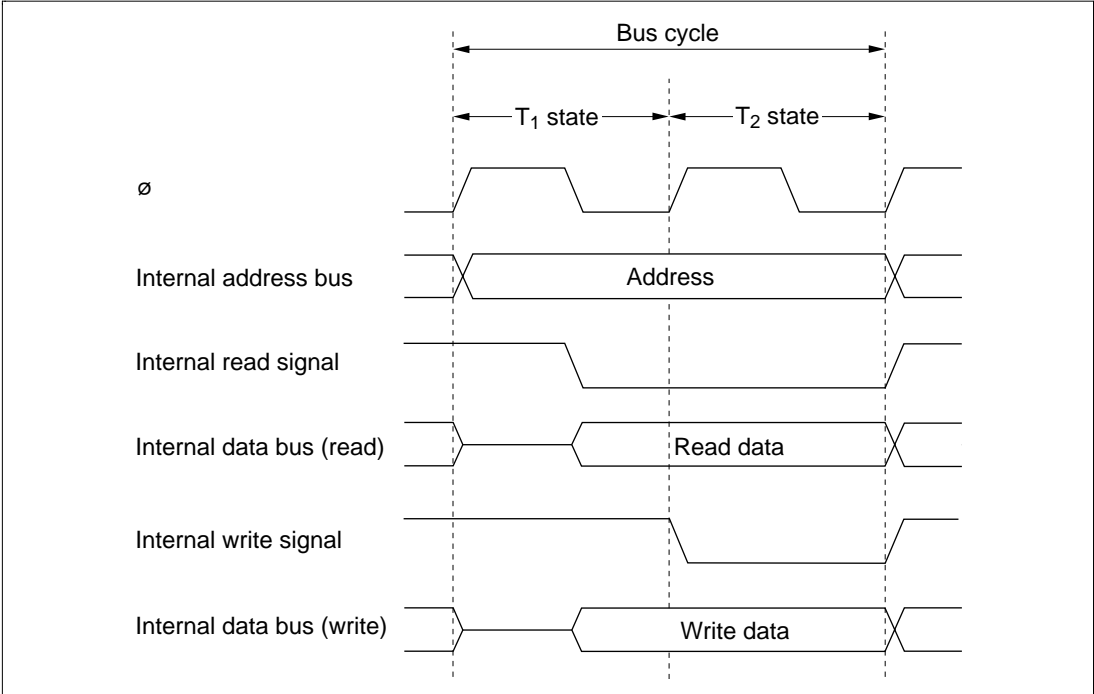 Bus cycle
T₁ state
T₂ state
ø
Internal address bus
Address
Internal read signal
Internal data bus (read)
Read data
Internal write signal
Internal data bus (write)
Write data